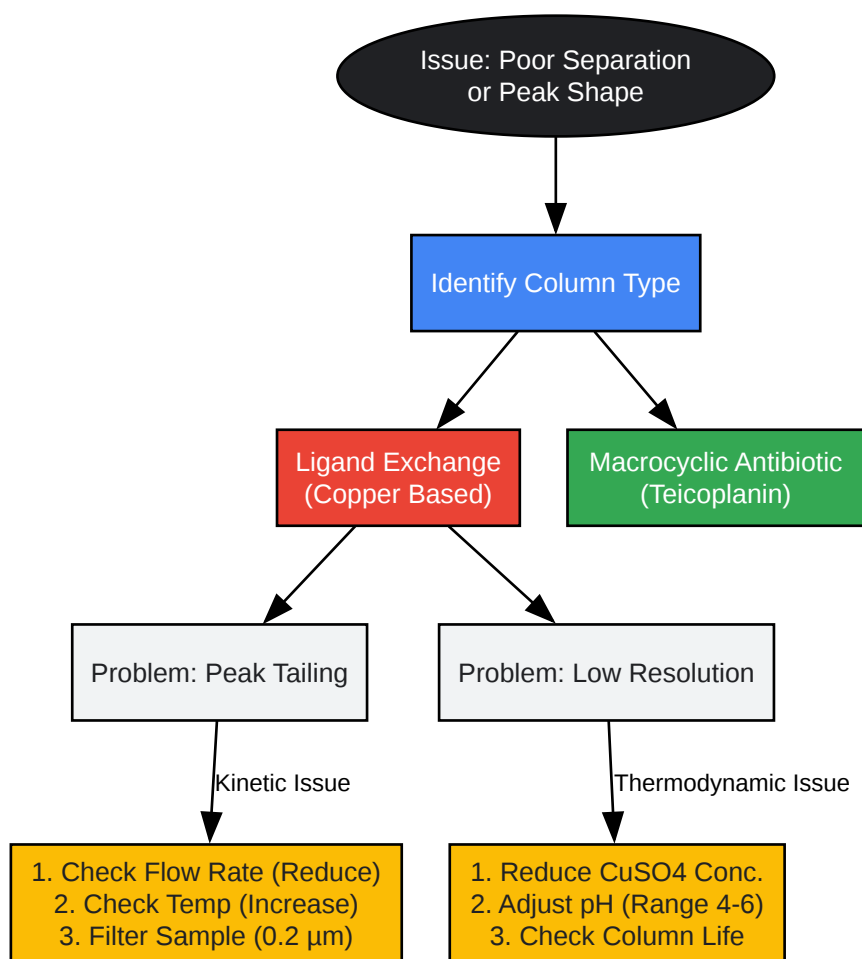 Issue: Poor Separation
or Peak Shape
Identify Column Type
Ligand Exchange
(Copper Based)
Macrocyclic Antibiotic
(Teicoplanin)
Problem: Peak Tailing
Problem: Low Resolution
Kinetic Issue
Thermodynamic Issue
1. Check Flow Rate (Reduce)
2. Check Temp (Increase)
3. Filter Sample (0.2 µm)
1. Reduce CuSO4 Conc.
2. Adjust pH (Range 4-6)
3. Check Column Life